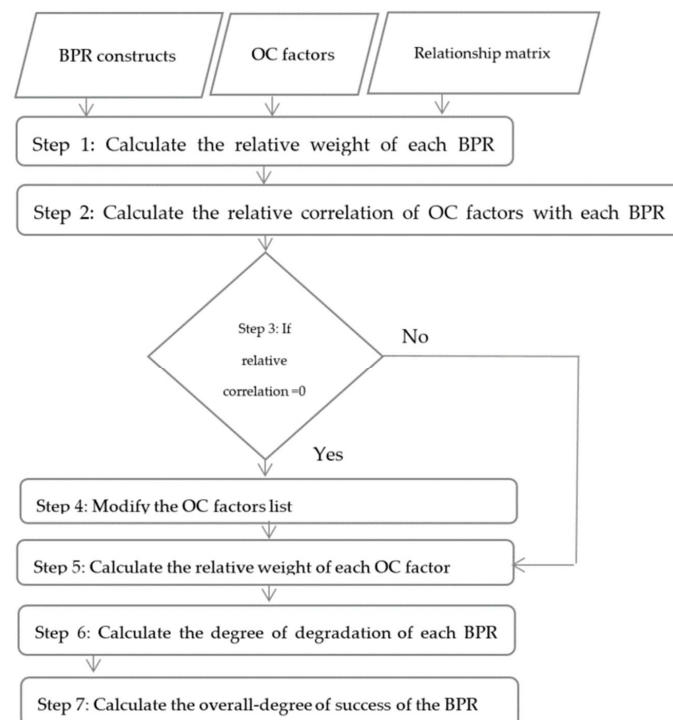 BPR constructs
OC factors
Relationship matrix
Step 1: Calculate the relative weight of each BPR
Step 2: Calculate the relative correlation of OC factors with each BPR
Step 3: If
relative
correlation =0
No
Yes
Step 4: Modify the OC factors list
Step 5: Calculate the relative weight of each OC factor
Step 6: Calculate the degree of degradation of each BPR
Step 7: Calculate the overall-degree of success of the BPR